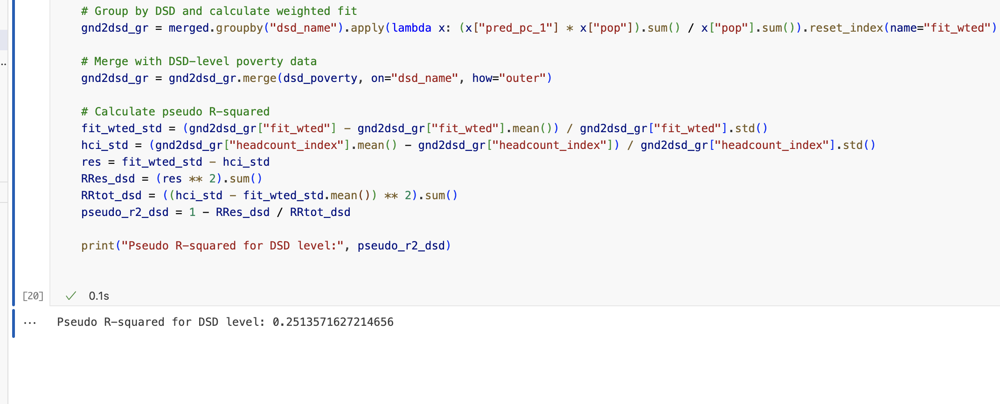 # Group by DSD and calculate weighted fit
gnd2dsd_gr = merged.groupby("dsd_name").apply(lambda x: (x["pred_pc_1"] * x["pop"]).sum() / x["pop"].sum()).reset_index(name="fit_wted")
# Merge with DSD-level poverty data
gnd2dsd_gr = gnd2dsd_gr.merge(dsd_poverty, on="dsd_name", how="outer")
# Calculate pseudo R-squared
fit_wted_std = (gnd2dsd_gr["fit_wted"] - gnd2dsd_gr["fit_wted"].mean()) / gnd2dsd_gr["fit_wted"].std()
hci_std = (gnd2dsd_gr["headcount_index"].mean() - gnd2dsd_gr["headcount_index"]) / gnd2dsd_gr["headcount_index"].std()
res = fit_wted_std - hci_std
RRes_dsd = (res ** 2).sum()
RRtot_dsd = ((hci_std - fit_wted_std.mean()) ** 2).sum()
pseudo_r2_dsd = 1 - RRes_dsd / RRtot_dsd
print("Pseudo R-squared for DSD level:", pseudo_r2_dsd)
[20] ✓ 0.1s
... Pseudo R-squared for DSD level: 0.2513571627214656